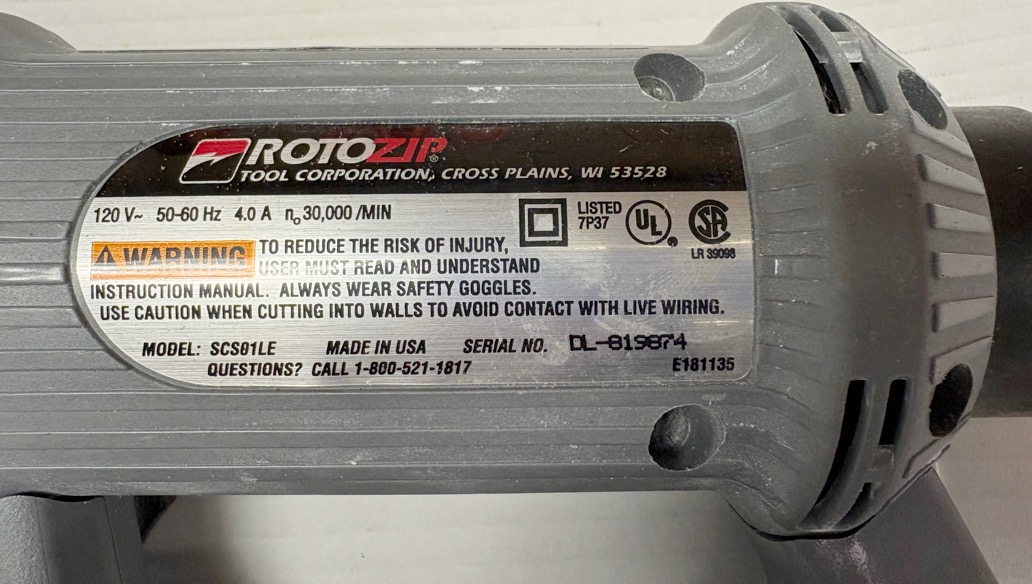 ROTOZIP®
TOOL CORPORATION, CROSS PLAINS, WI 53528
120 V~ 50-60 Hz 4.0 A n₀ 30,000 /MIN
LISTED
7P37
UL®
SA
LR 39098
WARNING TO REDUCE THE RISK OF INJURY,
USER MUST READ AND UNDERSTAND
INSTRUCTION MANUAL. ALWAYS WEAR SAFETY GOGGLES.
USE CAUTION WHEN CUTTING INTO WALLS TO AVOID CONTACT WITH LIVE WIRING.
MODEL: SCS01LE MADE IN USA SERIAL NO. DL-819874
QUESTIONS? CALL 1-800-521-1817 E181135